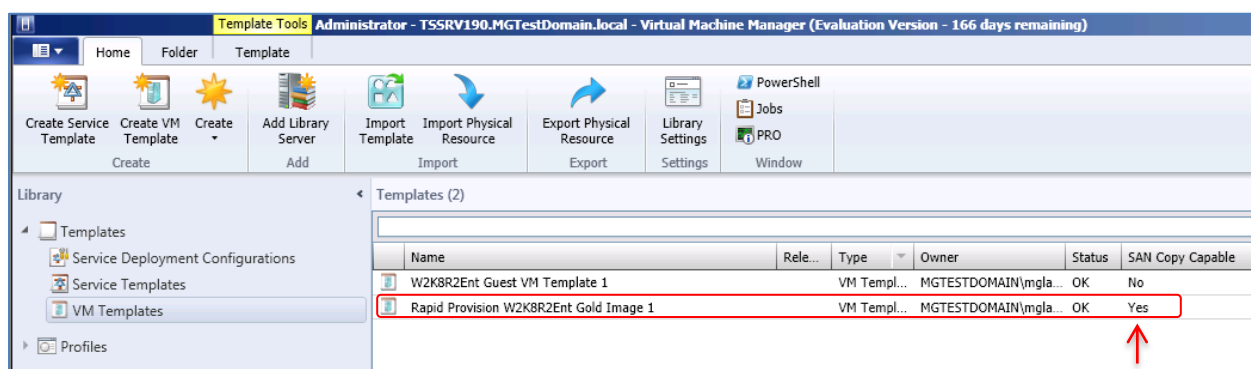 Template Tools Administrator - TSSRV190.MGTestDomain.local - Virtual Machine Manager (Evaluation Version - 166 days remaining)
Home Folder Template
Create Service Template
Create VM Template
Create
Add Library Server
Import Template
Import Physical Resource
Export Physical Resource
Library Settings
PowerShell
Jobs
PRO
Create Add Import Export Settings Window
Library
Templates
Service Deployment Configurations
Service Templates
VM Templates
Profiles
Templates (2)
Name Rele... Type Owner Status SAN Copy Capable
W2K8R2Ent Guest VM Template 1 VM Templ... MGTESTDOMAIN\mgla... OK No
Rapid Provision W2K8R2Ent Gold Image 1 VM Templ... MGTESTDOMAIN\mgla... OK Yes